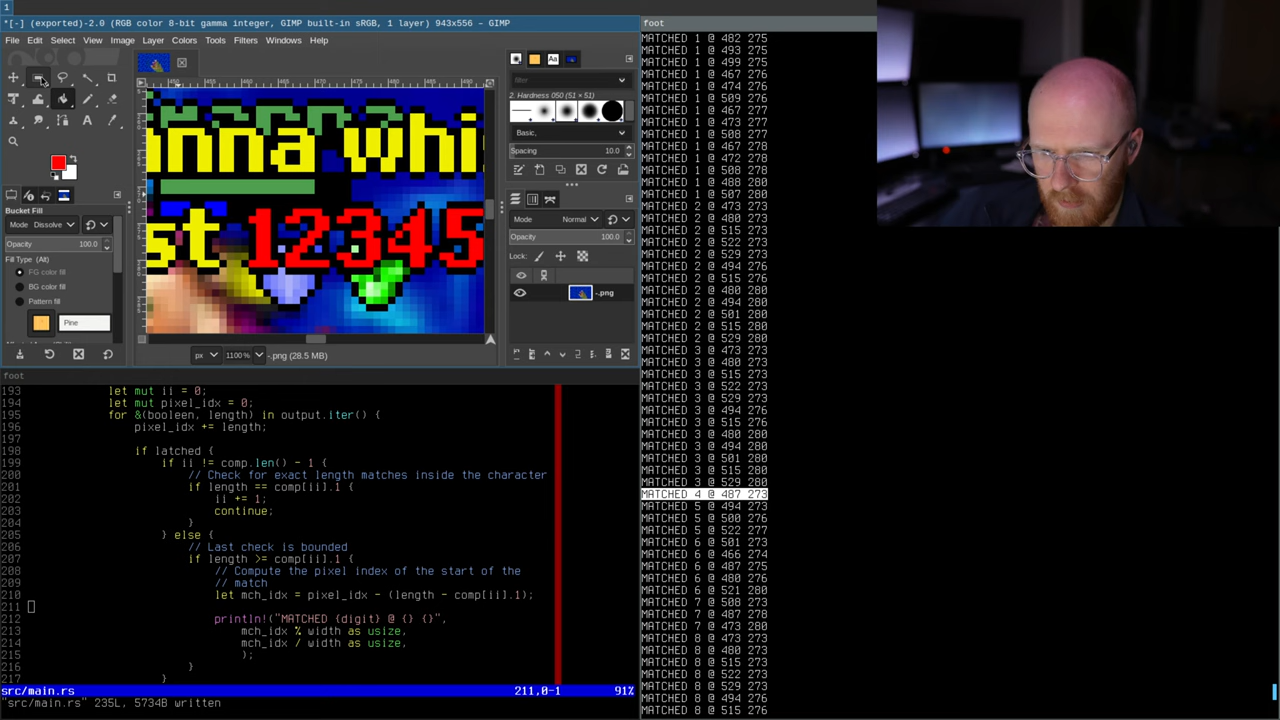 1
*[-] (exported)-2.0 (RGB color 8-bit gamma integer, GIMP built-in sRGB, 1 layer) 943x556 – GIMP
File Edit Select View Image Layer Colors Tools Filters Windows Help
Bucket Fill
Mode Dissolve
Opacity 100.0
Fill Type (Alt)
FG color fill
BG color fill
Pattern fill
Pine
anna whi
st 12345
px 1100% -.png (28.5 MB)
filter
2. Hardness 050 (51 × 51)
Basic,
Spacing 10.0
Mode Normal
Opacity 100.0
Lock:
-.png
foot
193 let mut ii = 0;
194 let mut pixel_idx = 0;
195 for &(booleen, length) in output.iter() {
196 pixel_idx += length;
197
198 if latched {
199 if ii != comp.len() - 1 {
200 // Check for exact length matches inside the character
201 if length == comp[ii].1 {
202 ii += 1;
203 continue;
204 }
205 } else {
206 // Last check is bounded
207 if length >= comp[ii].1 {
208 // Compute the pixel index of the start of the
209 // match
210 let mch_idx = pixel_idx - (length - comp[ii].1);
211
212 println!("MATCHED {digit} @ {} {}",
213 mch_idx % width as usize,
214 mch_idx / width as usize,
215 );
216 }
217 }
src/main.rs 211,0-1 91%
"src/main.rs" 235L, 5734B written
foot
MATCHED 1 @ 482 275
MATCHED 1 @ 493 275
MATCHED 1 @ 499 275
MATCHED 1 @ 467 276
MATCHED 1 @ 474 276
MATCHED 1 @ 509 276
MATCHED 1 @ 467 277
MATCHED 1 @ 473 277
MATCHED 1 @ 508 277
MATCHED 1 @ 467 278
MATCHED 1 @ 472 278
MATCHED 1 @ 508 278
MATCHED 1 @ 488 280
MATCHED 1 @ 507 280
MATCHED 2 @ 473 273
MATCHED 2 @ 480 273
MATCHED 2 @ 515 273
MATCHED 2 @ 522 273
MATCHED 2 @ 529 273
MATCHED 2 @ 494 276
MATCHED 2 @ 515 276
MATCHED 2 @ 480 280
MATCHED 2 @ 494 280
MATCHED 2 @ 501 280
MATCHED 2 @ 515 280
MATCHED 2 @ 529 280
MATCHED 3 @ 473 273
MATCHED 3 @ 480 273
MATCHED 3 @ 515 273
MATCHED 3 @ 522 273
MATCHED 3 @ 529 273
MATCHED 3 @ 494 276
MATCHED 3 @ 515 276
MATCHED 3 @ 480 280
MATCHED 3 @ 494 280
MATCHED 3 @ 501 280
MATCHED 3 @ 515 280
MATCHED 3 @ 529 280
MATCHED 4 @ 487 273
MATCHED 5 @ 494 273
MATCHED 5 @ 500 276
MATCHED 5 @ 522 277
MATCHED 6 @ 501 273
MATCHED 6 @ 466 274
MATCHED 6 @ 487 275
MATCHED 6 @ 480 276
MATCHED 6 @ 521 280
MATCHED 7 @ 508 273
MATCHED 7 @ 487 278
MATCHED 7 @ 473 280
MATCHED 8 @ 473 273
MATCHED 8 @ 480 273
MATCHED 8 @ 515 273
MATCHED 8 @ 522 273
MATCHED 8 @ 529 273
MATCHED 8 @ 494 276
MATCHED 8 @ 515 276